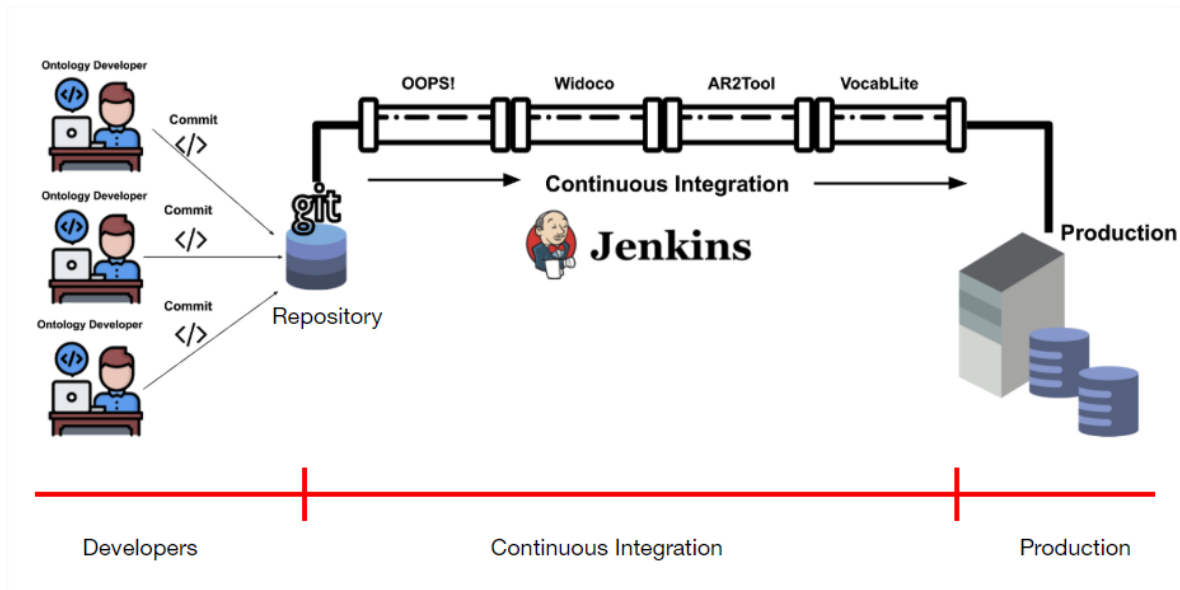 Ontology Developer
Commit
</>
</>
Ontology Developer
Commit
</>
</>
Ontology Developer
Commit
</>
</>
git
Repository
OOPS!
Widoco
AR2Tool
VocabLite
Continuous Integration
Jenkins
Production
Developers
Continuous Integration
Production